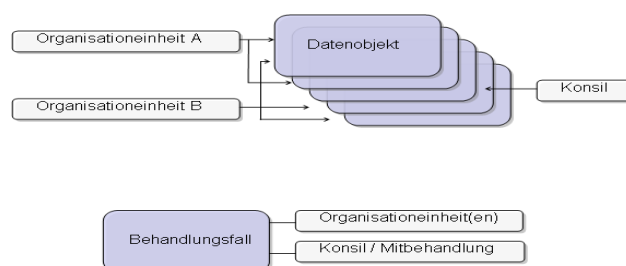 Organisationeinheit A
Datenobjekt
Konsil
Organisationeinheit B
Organisationeinheit(en)
Behandlungsfall
Konsil / Mitbehandlung